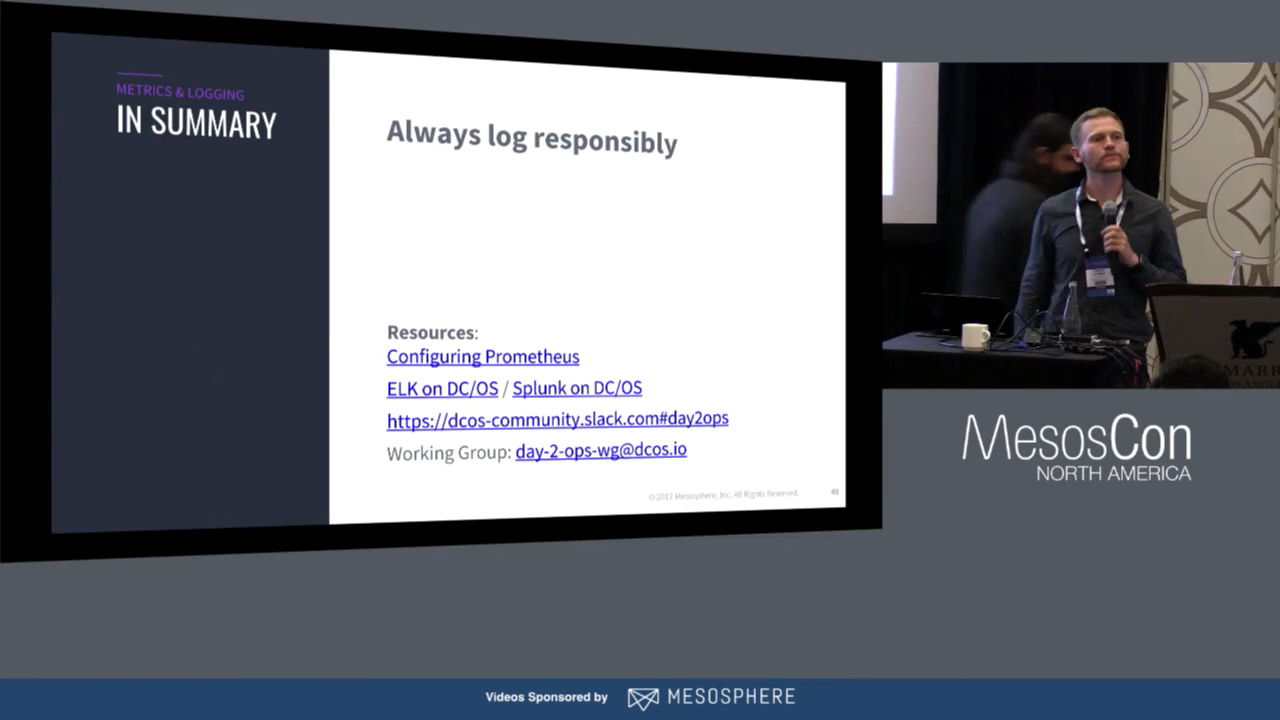 METRICS & LOGGING
IN SUMMARY
Always log responsibly
Resources:
Configuring Prometheus
ELK on DC/OS / Splunk on DC/OS
https://dcos-community.slack.com#day2ops
Working Group: day-2-ops-wg@dcos.io
© 2017 Mesosphere, Inc. All Rights Reserved.
48
MesosCon
NORTH AMERICA
Videos Sponsored by MESOSPHERE